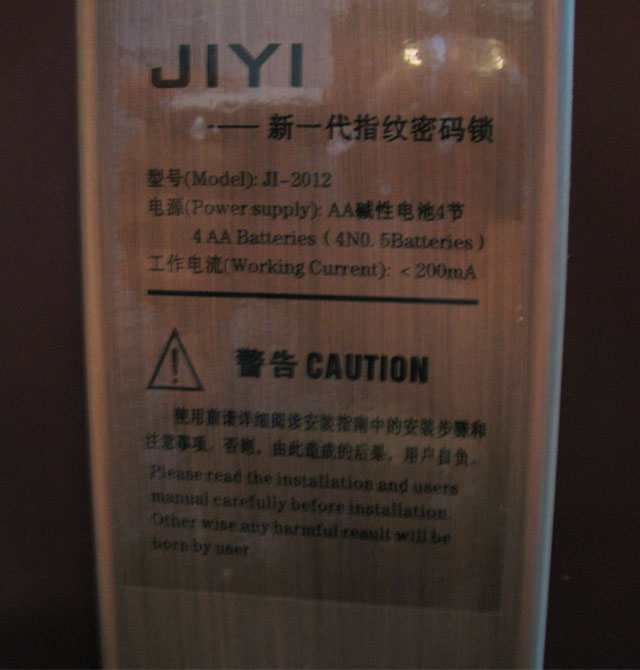 JIYI
-—— 新一代指纹密码锁
型号(Model): JI-2012
电源(Power supply): AA碱性电池4节
4 AA Batteries ( 4N0. 5Batteries )
工作电流(Working Current): <200mA
警告 CAUTION
使用前请详细阅读安装指南中的安装步骤和
注意事项。否则，由此造成的后果，用户自负。
Please read the installation and users
manual carefully before installation.
Other wise any harmful result will be
born by user.